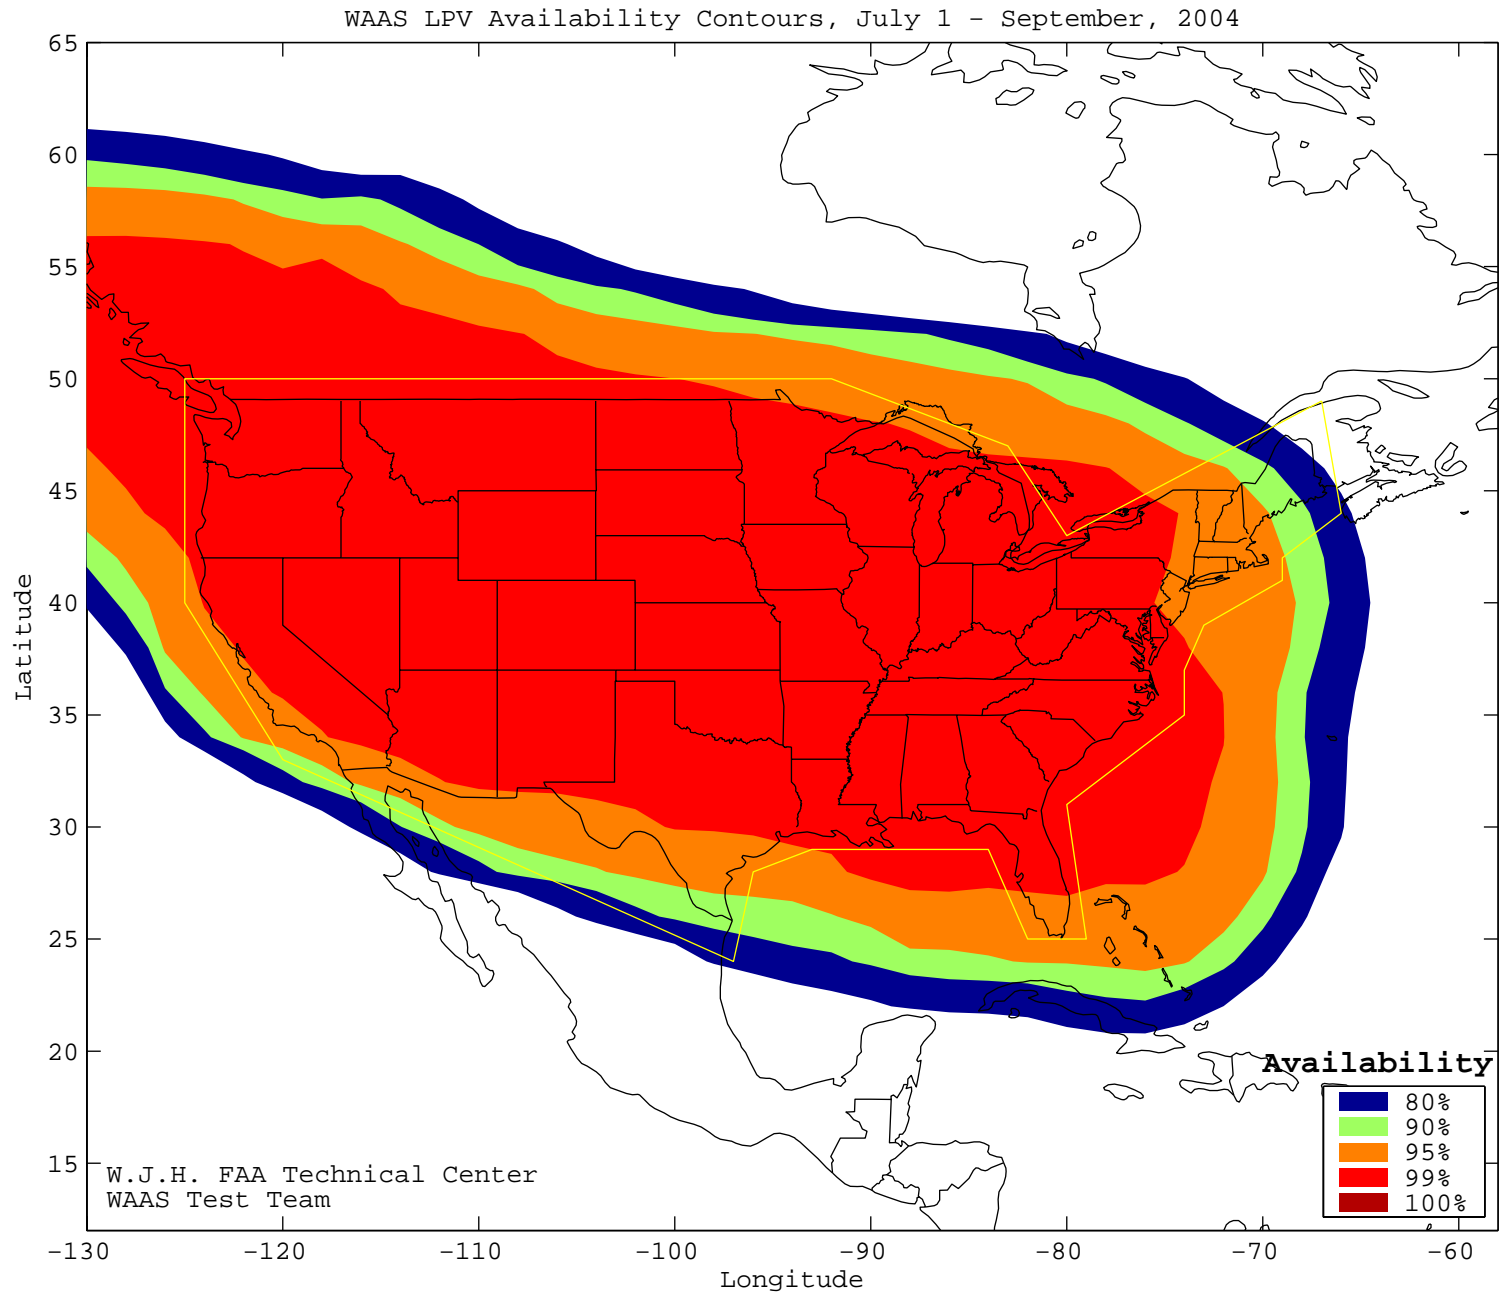 WAAS LPV Availability Contours, July 1 - September, 2004
65
60
55
50
45
40
35
30
25
20
15
Latitude
Availability
80%
90%
95%
99%
100%
W.J.H. FAA Technical Center
WAAS Test Team
-130 -120 -110 -100 -90 -80 -70 -60
Longitude